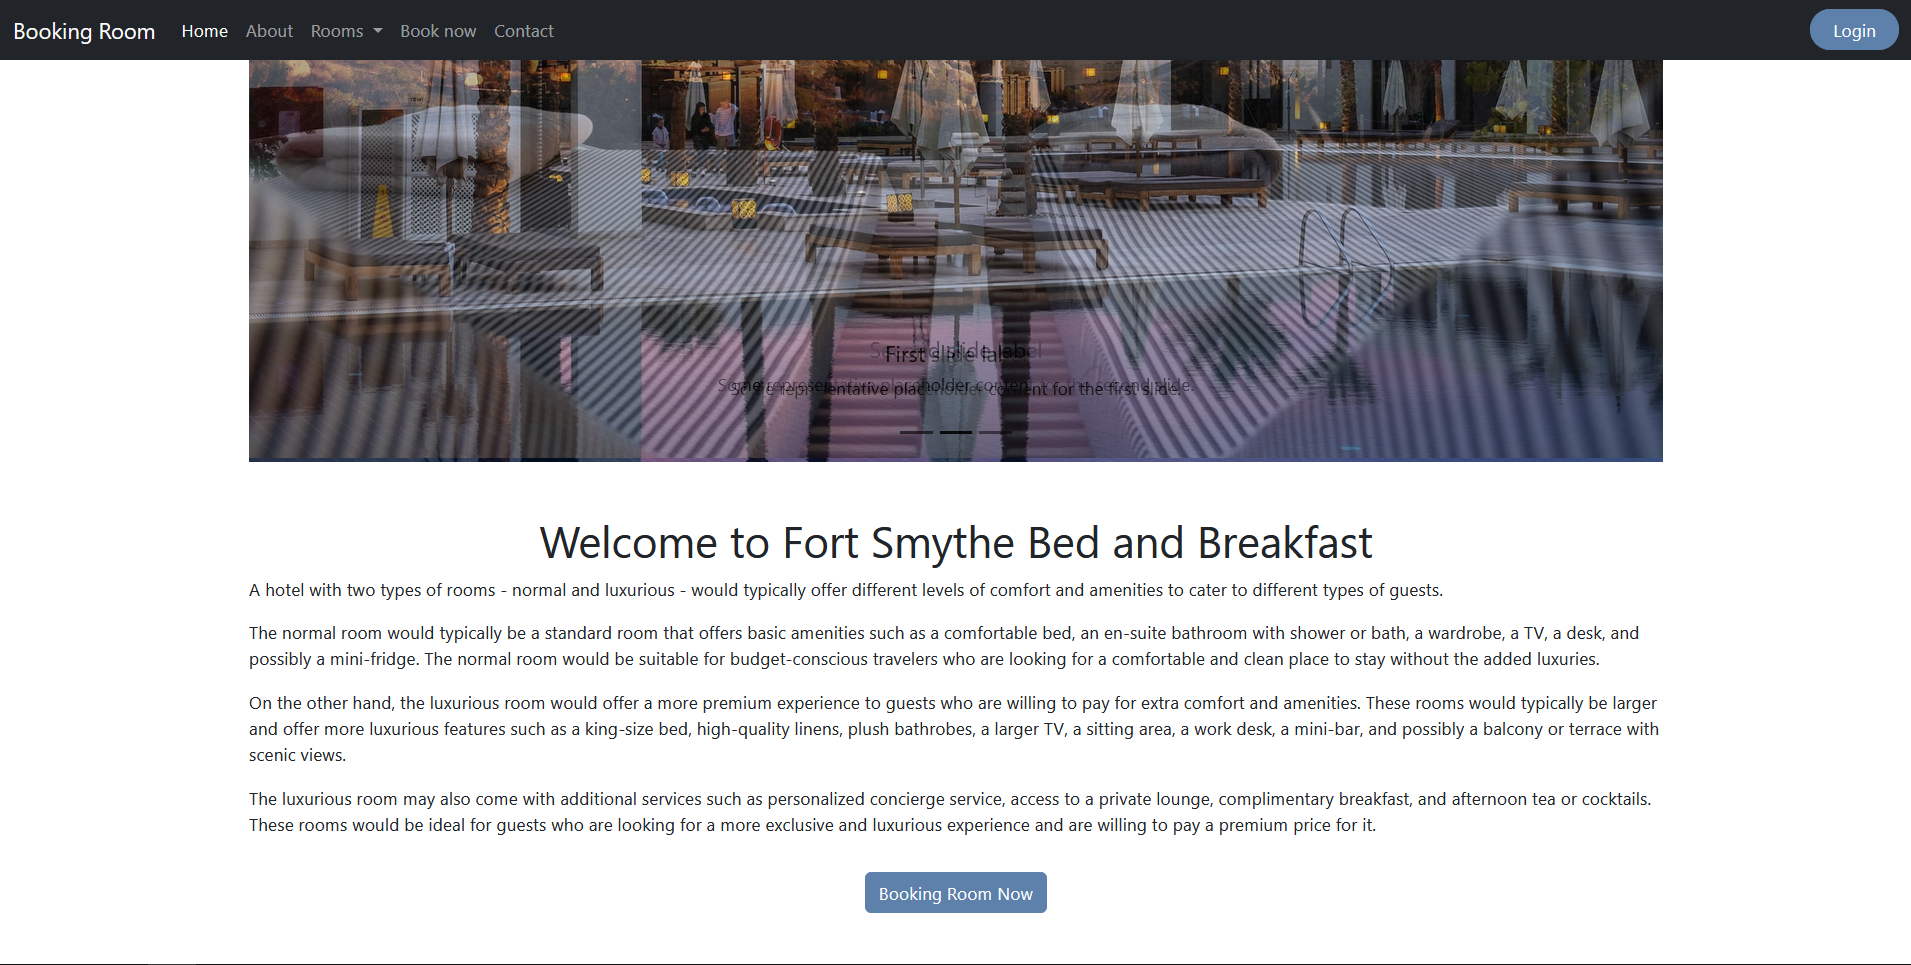 Booking Room Home About Rooms Book now Contact Login
First slide label
Some representative placeholder content for the first slide.
Welcome to Fort Smythe Bed and Breakfast
A hotel with two types of rooms - normal and luxurious - would typically offer different levels of comfort and amenities to cater to different types of guests.
The normal room would typically be a standard room that offers basic amenities such as a comfortable bed, an en-suite bathroom with shower or bath, a wardrobe, a TV, a desk, and
possibly a mini-fridge. The normal room would be suitable for budget-conscious travelers who are looking for a comfortable and clean place to stay without the added luxuries.
On the other hand, the luxurious room would offer a more premium experience to guests who are willing to pay for extra comfort and amenities. These rooms would typically be larger
and offer more luxurious features such as a king-size bed, high-quality linens, plush bathrobes, a larger TV, a sitting area, a work desk, a mini-bar, and possibly a balcony or terrace with
scenic views.
The luxurious room may also come with additional services such as personalized concierge service, access to a private lounge, complimentary breakfast, and afternoon tea or cocktails.
These rooms would be ideal for guests who are looking for a more exclusive and luxurious experience and are willing to pay a premium price for it.
Booking Room Now